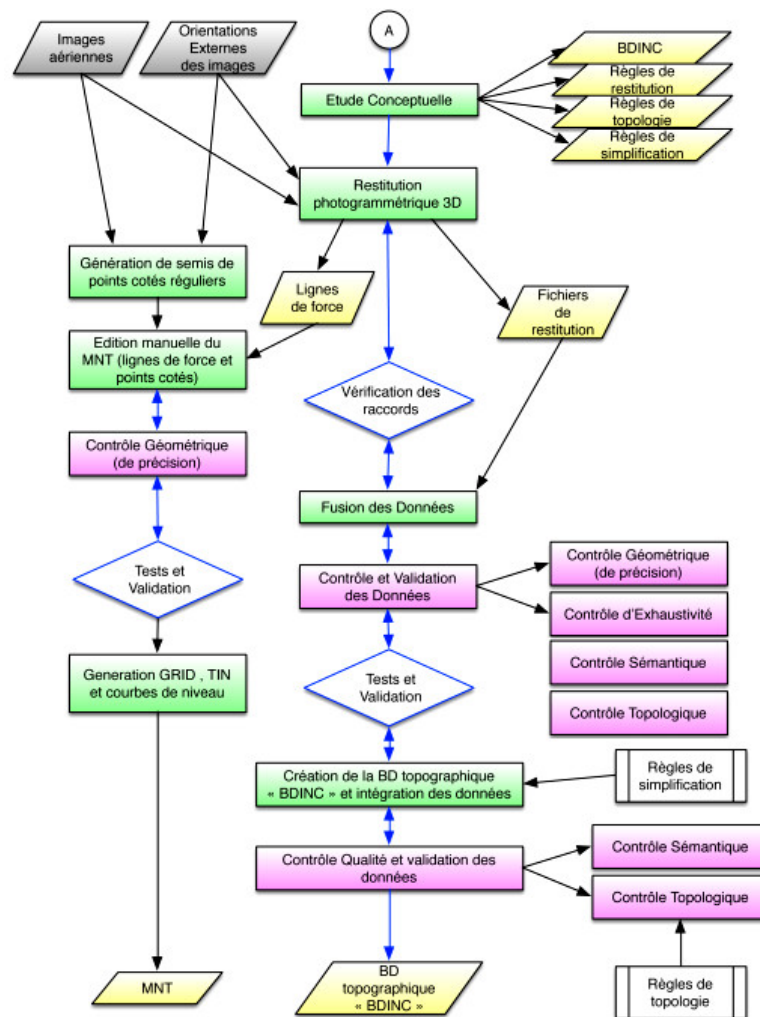 Images
aériennes
Orientations
Externes
des images
A
BDINC
Règles de
restitution
Règles de
topologie
Règles de
simplification
Etude Conceptuelle
Restitution
photogrammétrique 3D
Génération de semis de
points cotés réguliers
Lignes
de force
Fichiers
de
restitution
Edition manuelle du
MNT (lignes de force et
points cotés)
Vérification des
raccords
Contrôle Géométrique
(de précision)
Fusion des Données
Tests et
Validation
Contrôle et Validation
des Données
Contrôle Géométrique
(de précision)
Contrôle d'Exhaustivité
Contrôle Sémantique
Contrôle Topologique
Generation GRID , TIN
et courbes de niveau
Tests et
Validation
Création de la BD topographique
« BDINC » et intégration des données
Règles de
simplification
Contrôle Qualité et validation des
données
Contrôle Sémantique
Contrôle Topologique
MNT
BD
topographique
« BDINC »
Règles de
topologie